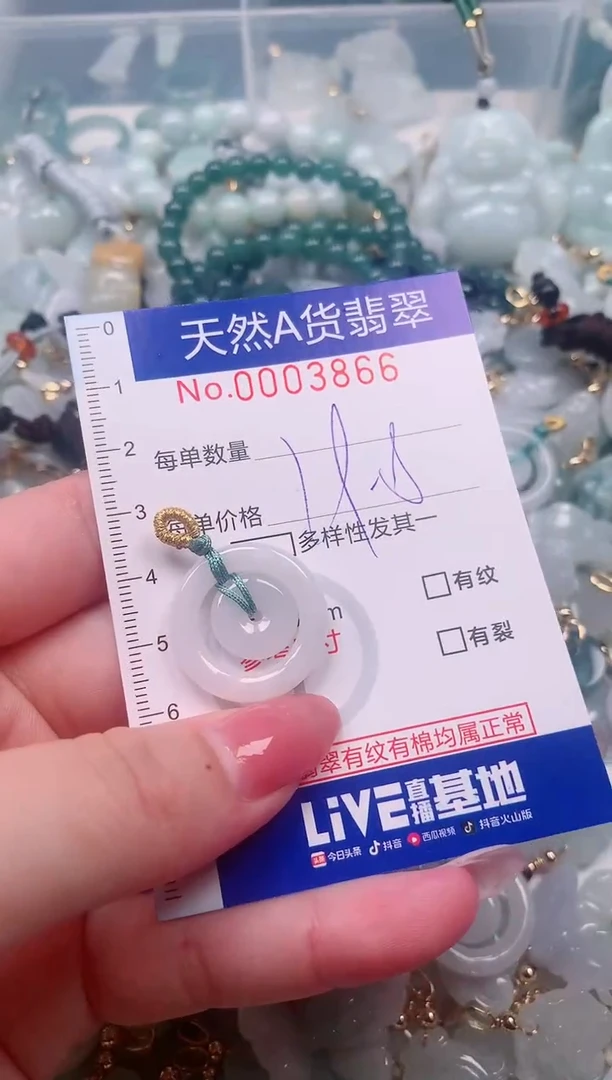 天然A货翡翠
No.0003866
0
1
2
3
4
5
6
每单数量
每单价格
多样性发其一
m
有纹
有裂
寸
翡翠有纹有棉均属正常
LiVE直播基地
今日头条 抖音 西瓜视频 抖音火山版